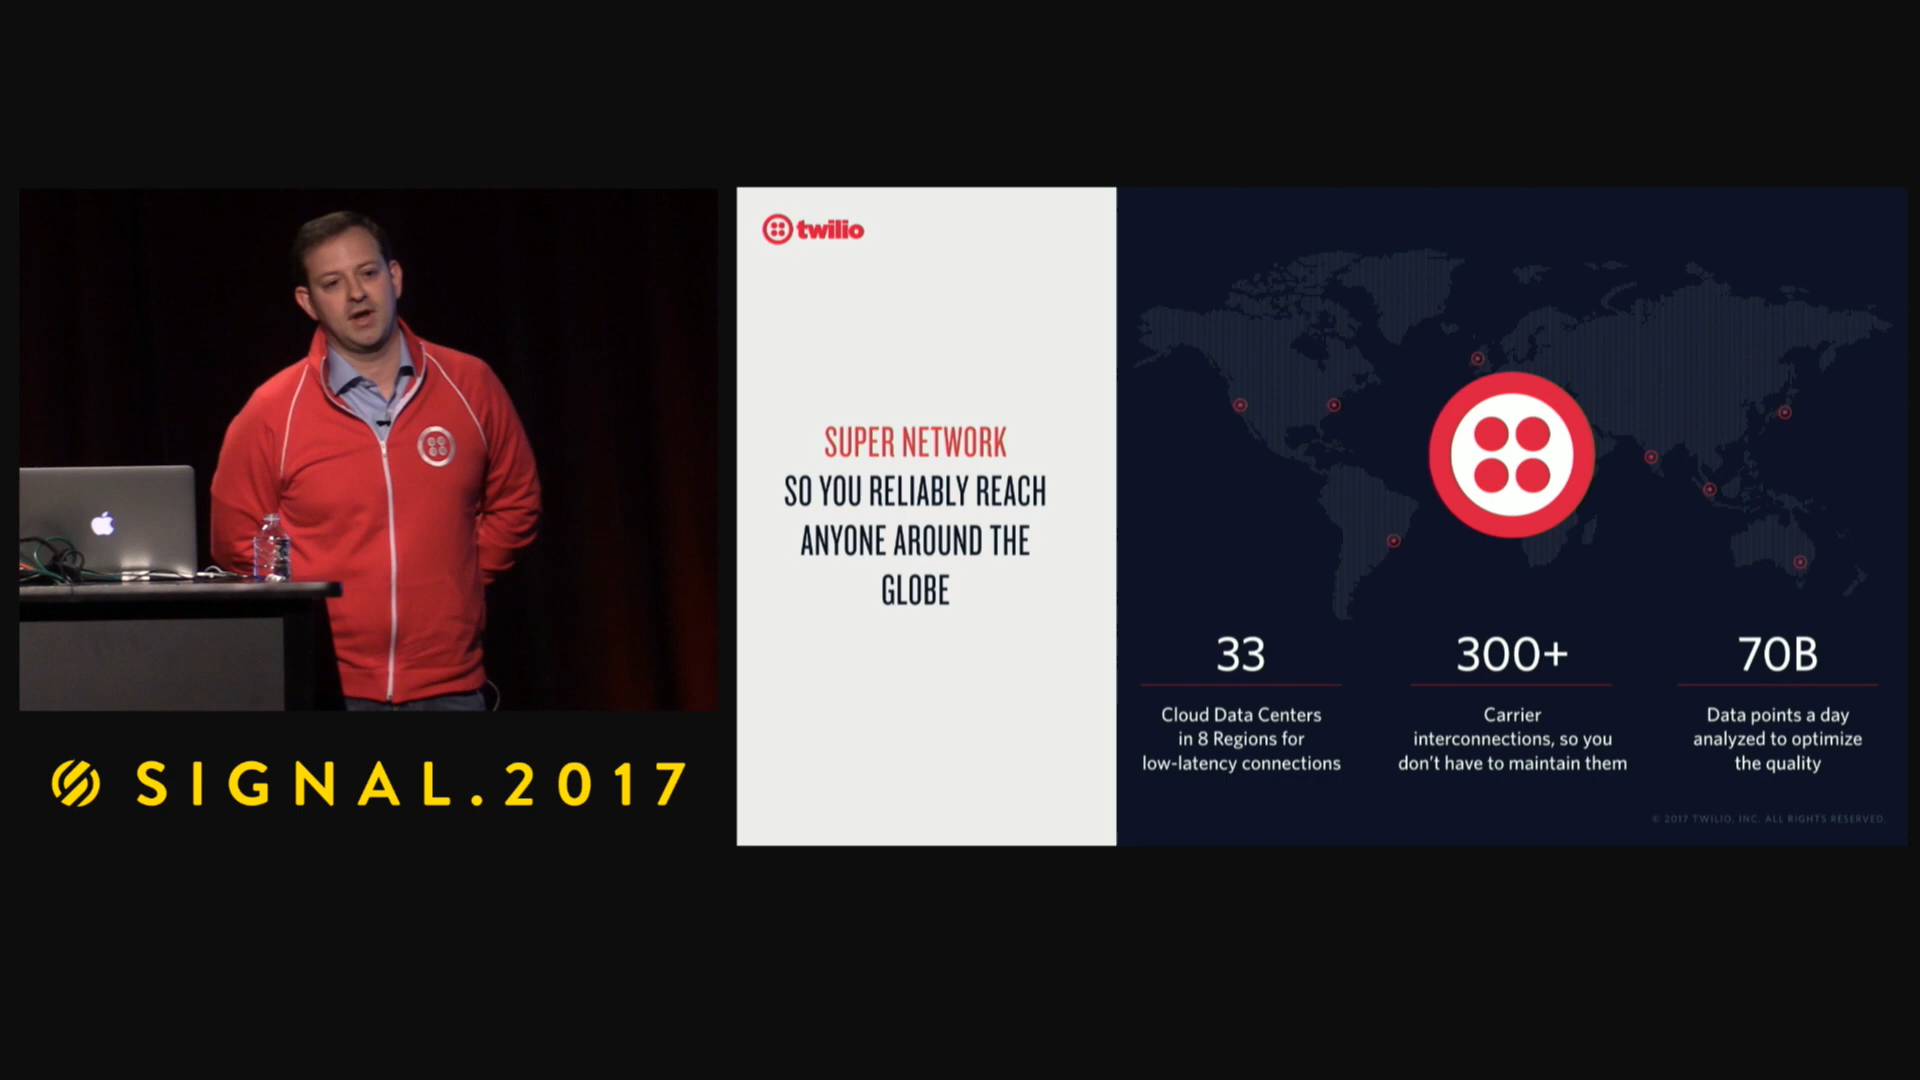 SIGNAL.2017
twilio
SUPER NETWORK
SO YOU RELIABLY REACH
ANYONE AROUND THE
GLOBE
33
Cloud Data Centers
in 8 Regions for
low-latency connections
300+
Carrier
interconnections, so you
don't have to maintain them
70B
Data points a day
analyzed to optimize
the quality
© 2017 TWILIO, INC. ALL RIGHTS RESERVED.